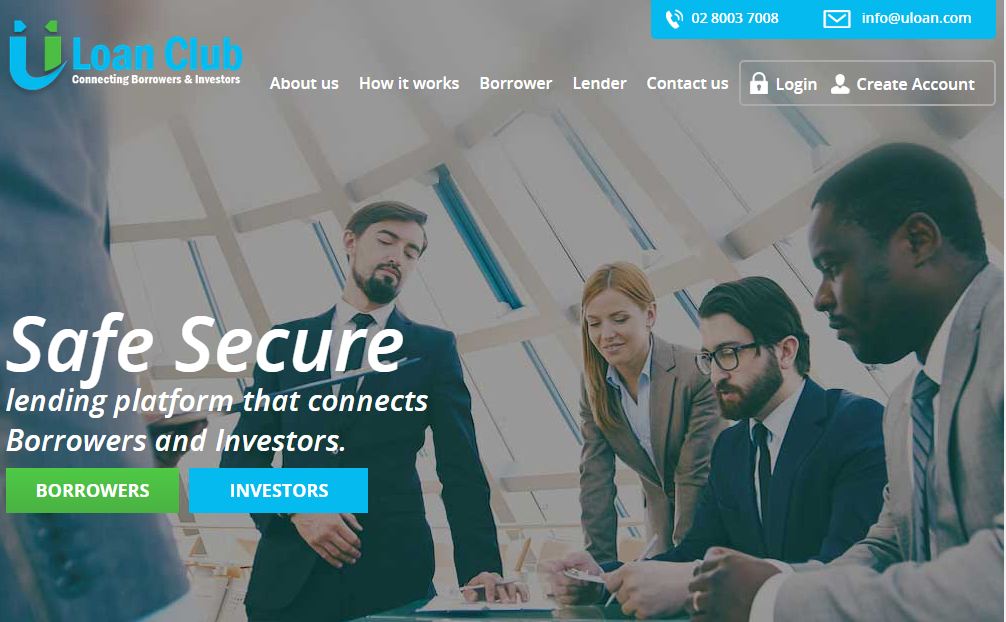 02 8003 7008 info@uloan.com
U Loan Club
Connecting Borrowers & Investors
About us How it works Borrower Lender Contact us Login Create Account
Safe Secure
lending platform that connects
Borrowers and Investors.
BORROWERS INVESTORS